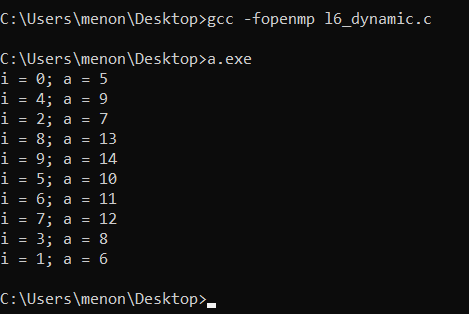 C:\Users\menon\Desktop>gcc -fopenmp l6_dynamic.c
C:\Users\menon\Desktop>a.exe
i = 0; a = 5
i = 4; a = 9
i = 2; a = 7
i = 8; a = 13
i = 9; a = 14
i = 5; a = 10
i = 6; a = 11
i = 7; a = 12
i = 3; a = 8
i = 1; a = 6
C:\Users\menon\Desktop>